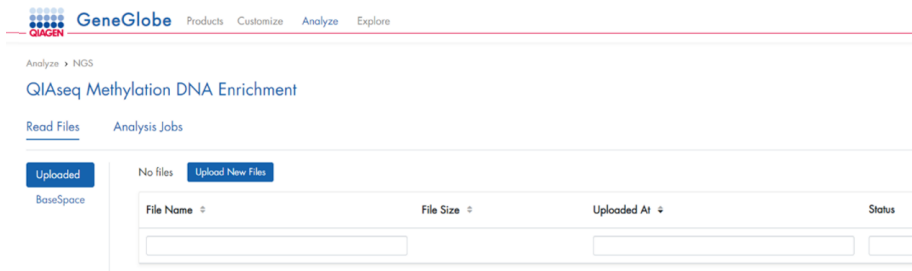 QIAGEN GeneGlobe Products Customize Analyze Explore
Analyze > NGS
QIAseq Methylation DNA Enrichment
Read Files Analysis Jobs
Uploaded No files Upload New Files
BaseSpace
File Name File Size Uploaded At Status